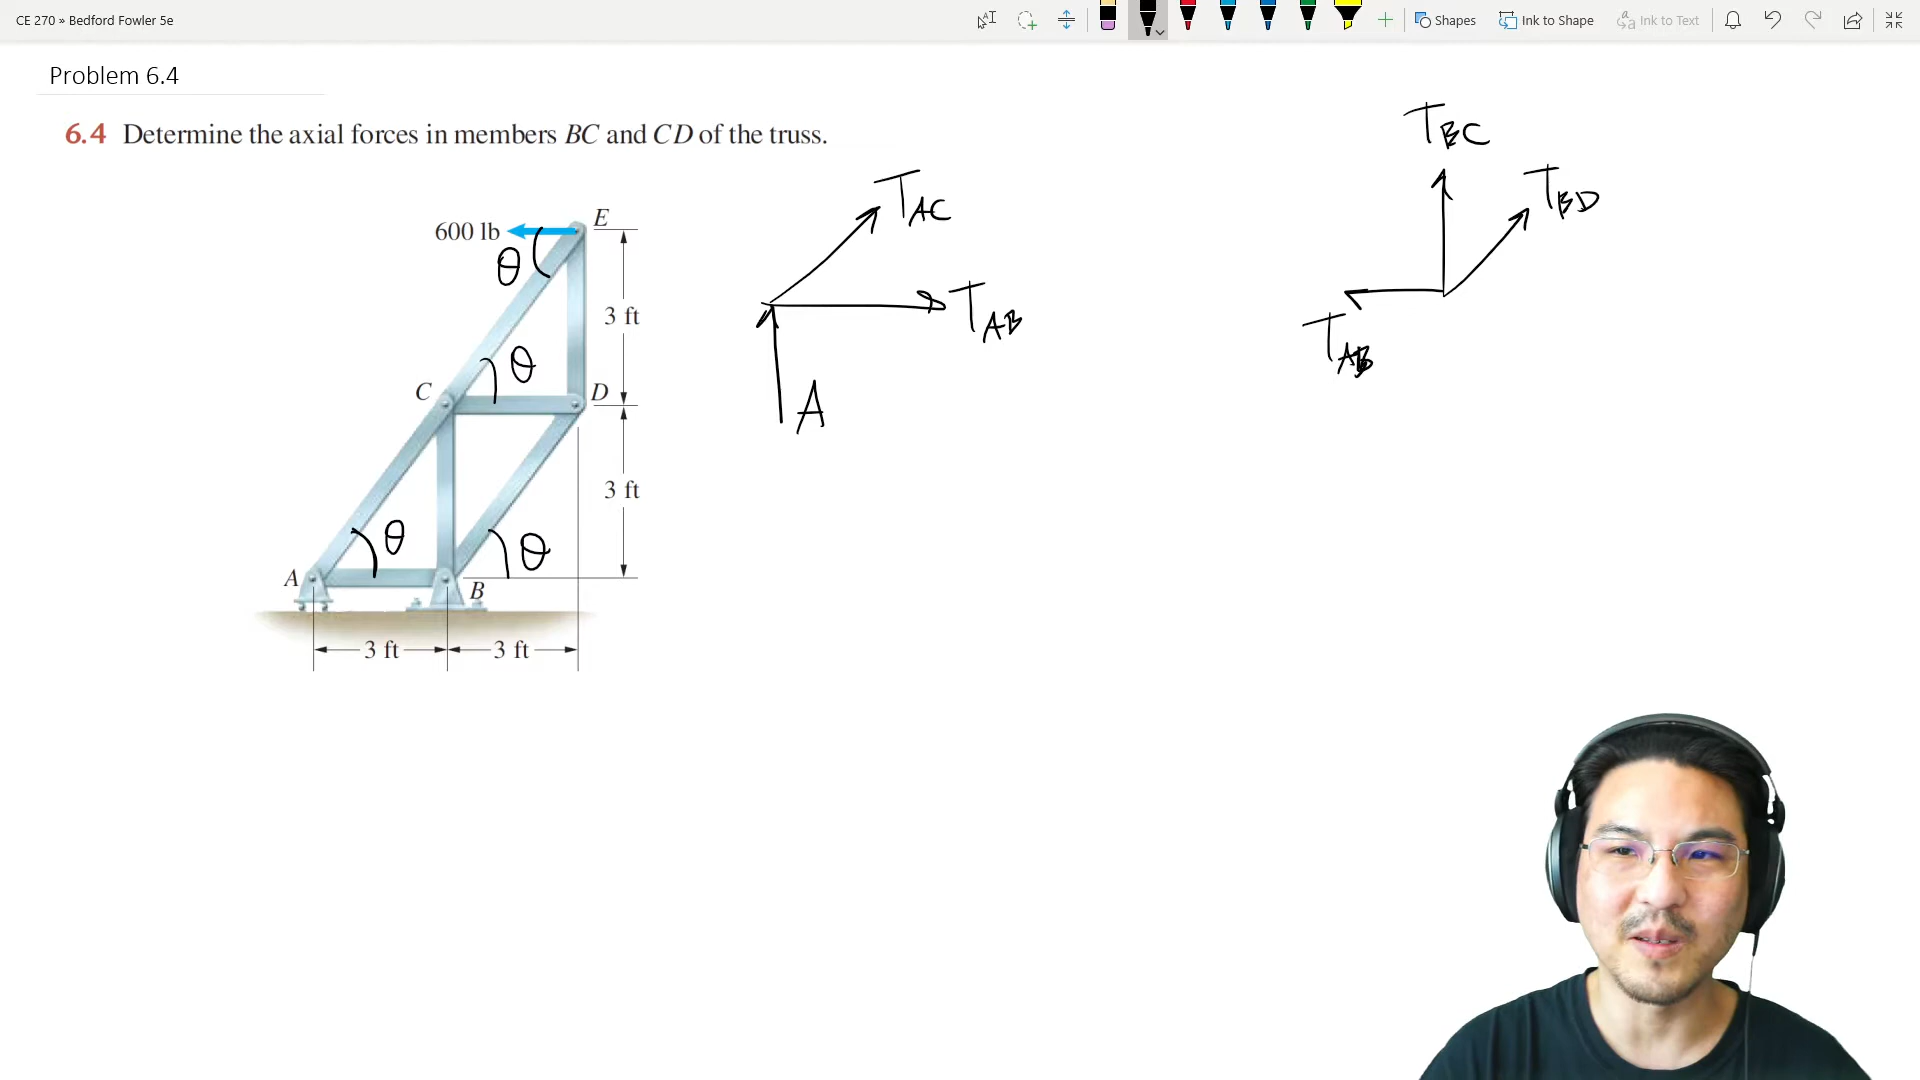 CE 270 » Bedford Fowler 5e
Shapes
Ink to Shape
Ink to Text
Problem 6.4
6.4 Determine the axial forces in members BC and CD of the truss.
600 lb
E
θ
3 ft
θ
C
D
3 ft
θ
θ
A
B
3 ft
3 ft
T_AC
T_AB
A
T_BC
T_BD
T_AB